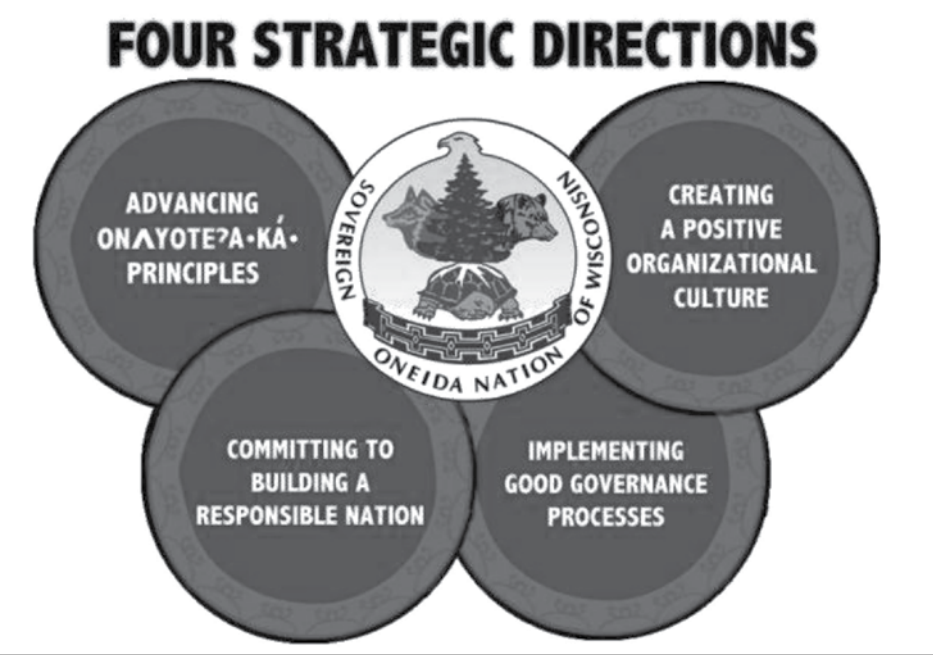 FOUR STRATEGIC DIRECTIONS
ADVANCING
ONɅYOTEɁA·KÁ·
PRINCIPLES
SOVEREIGN
ONEIDA NATION
OF WISCONSIN
CREATING
A POSITIVE
ORGANIZATIONAL
CULTURE
COMMITTING TO
BUILDING A
RESPONSIBLE NATION
IMPLEMENTING
GOOD GOVERNANCE
PROCESSES